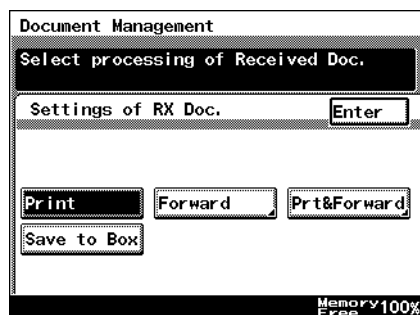 Document Management
Select processing of Received Doc.
Settings of RX Doc.
Enter
Print
Forward
Prt&Forward
Save to Box
Memory
Free
100%